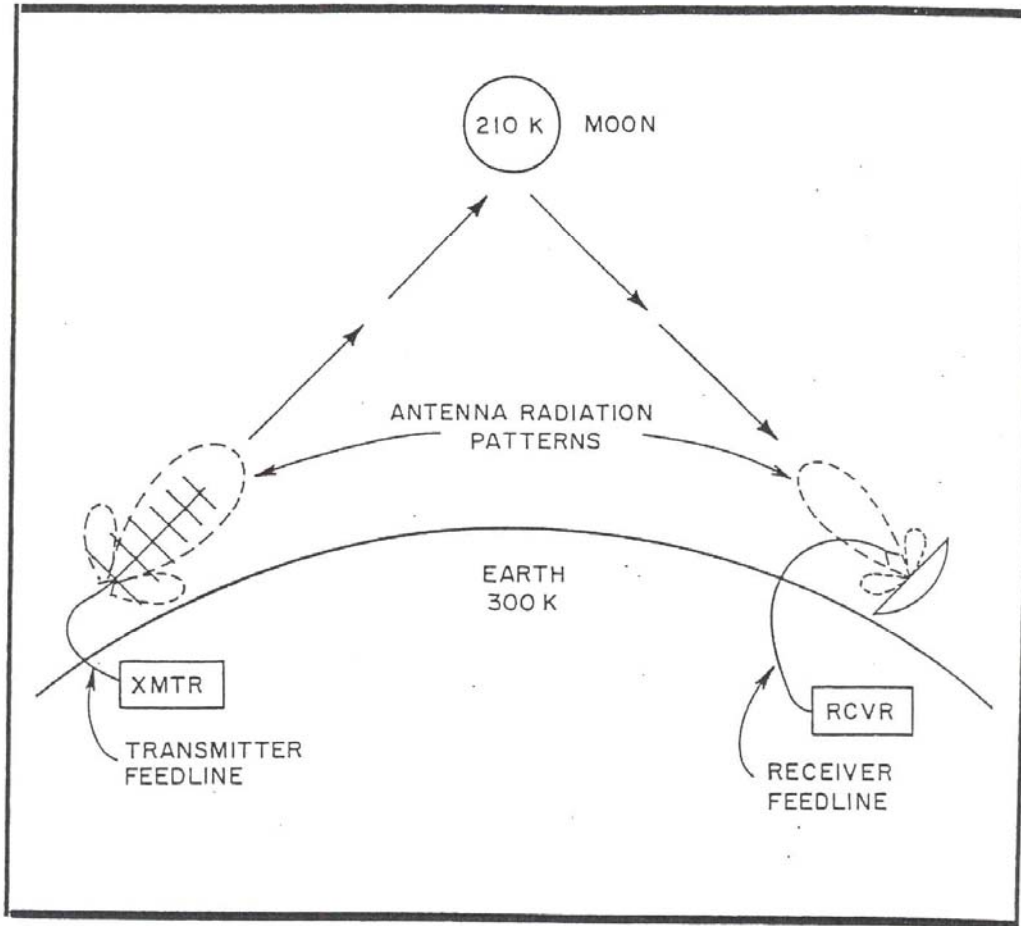 210 K MOON
ANTENNA RADIATION
PATTERNS
EARTH
300 K
XMTR
TRANSMITTER
FEEDLINE
RCVR
RECEIVER
FEEDLINE